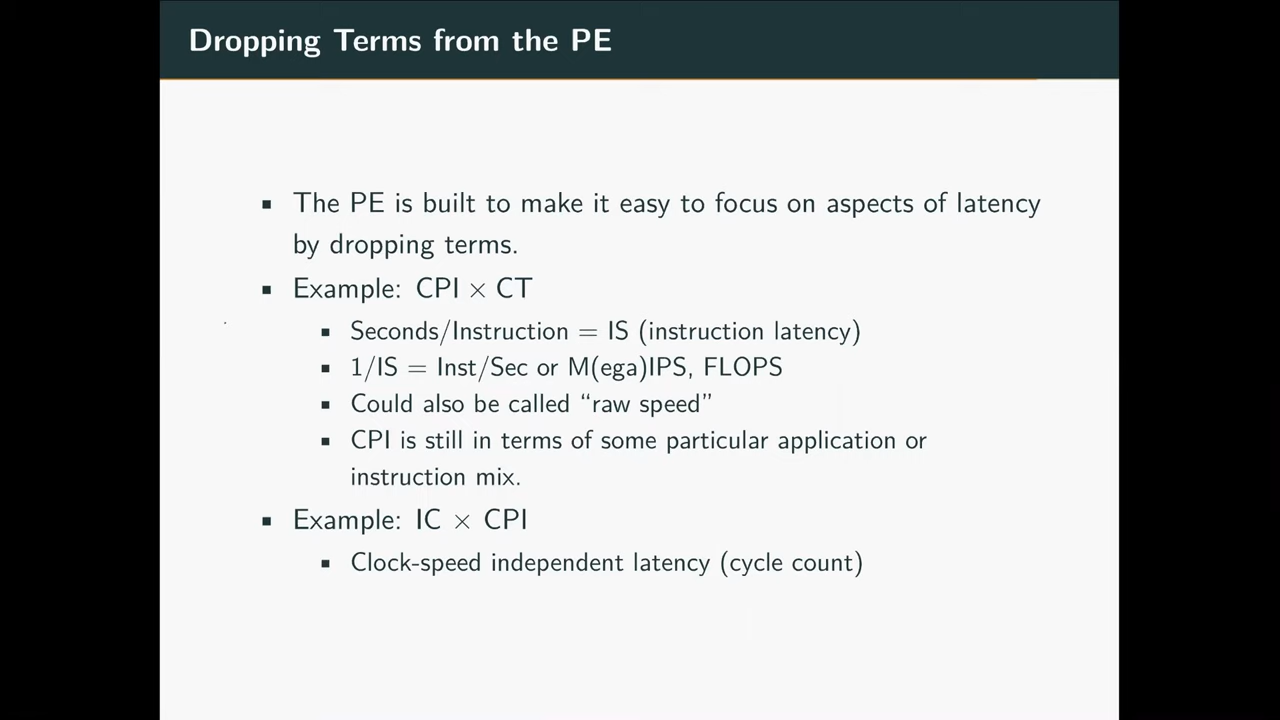 Dropping Terms from the PE
▪ The PE is built to make it easy to focus on aspects of latency
by dropping terms.
▪ Example: CPI × CT
▪ Seconds/Instruction = IS (instruction latency)
▪ 1/IS = Inst/Sec or M(ega)IPS, FLOPS
▪ Could also be called “raw speed”
▪ CPI is still in terms of some particular application or
instruction mix.
▪ Example: IC × CPI
▪ Clock-speed independent latency (cycle count)